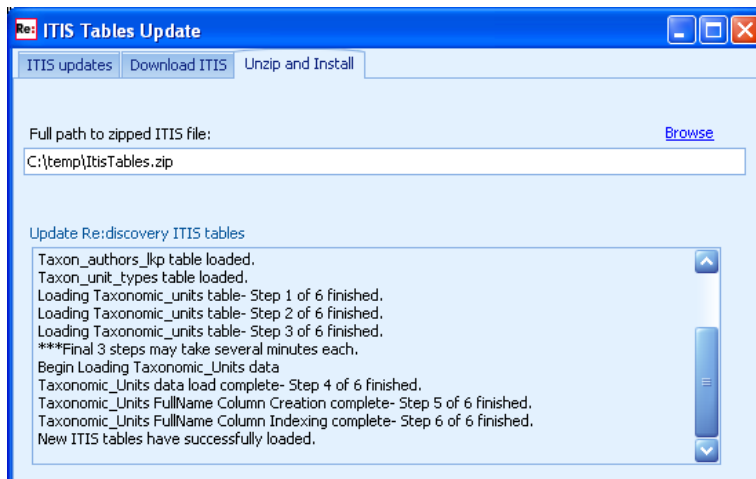 Re: ITIS Tables Update
ITIS updates Download ITIS Unzip and Install
Full path to zipped ITIS file: Browse
C:\temp\ItisTables.zip
Update Re:discovery ITIS tables
Taxon_authors_lkp table loaded.
Taxon_unit_types table loaded.
Loading Taxonomic_units table- Step 1 of 6 finished.
Loading Taxonomic_units table- Step 2 of 6 finished.
Loading Taxonomic_units table- Step 3 of 6 finished.
***Final 3 steps may take several minutes each.
Begin Loading Taxonomic_Units data
Taxonomic_Units data load complete- Step 4 of 6 finished.
Taxonomic_Units FullName Column Creation complete- Step 5 of 6 finished.
Taxonomic_Units FullName Column Indexing complete- Step 6 of 6 finished.
New ITIS tables have successfully loaded.